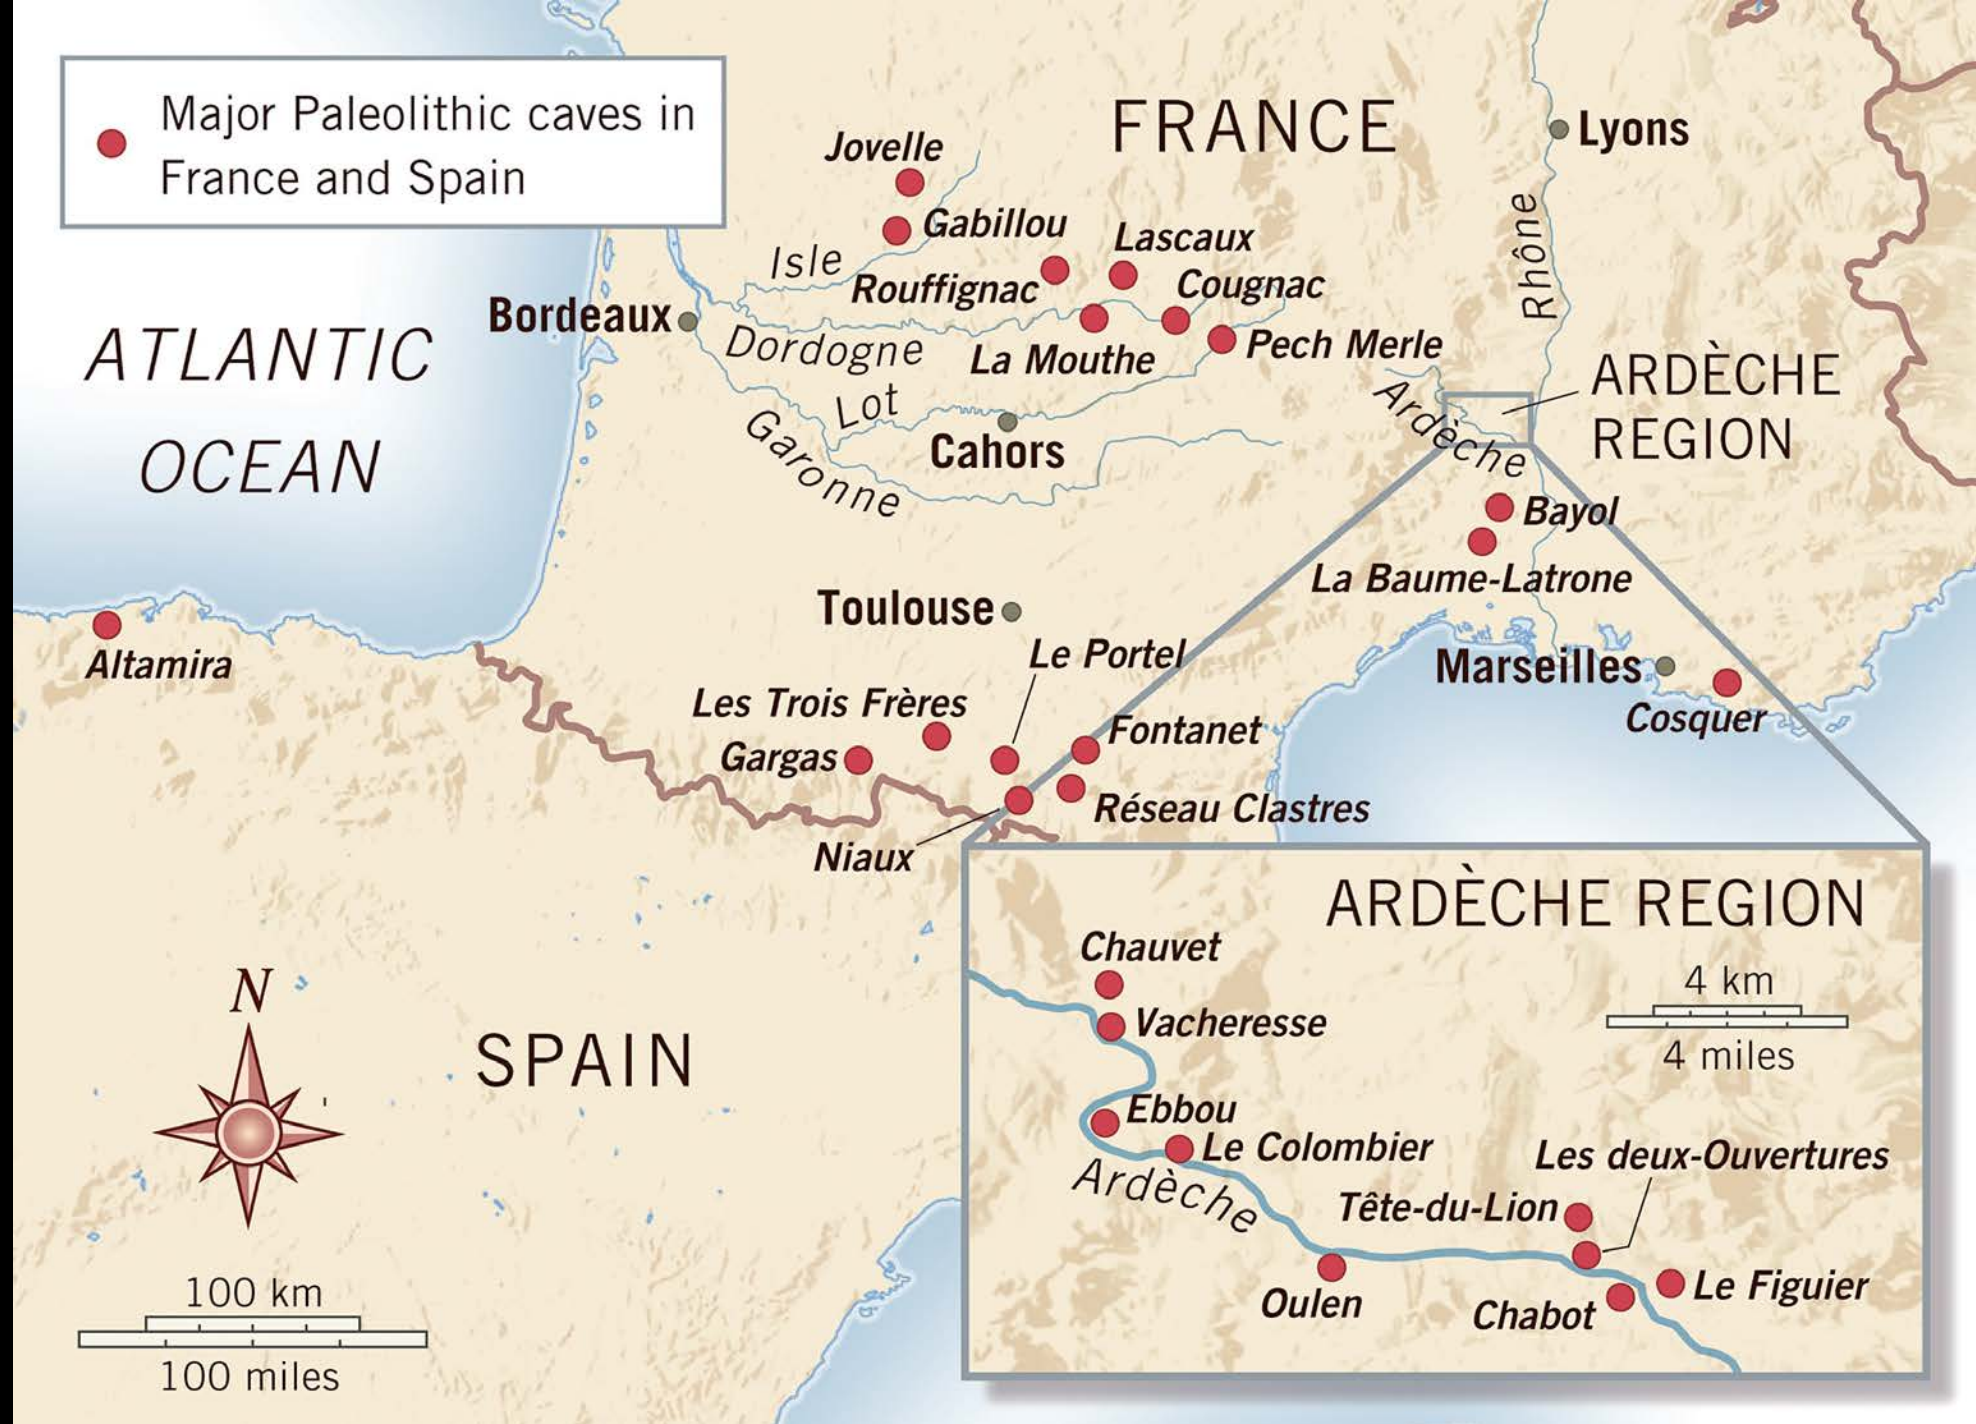 Major Paleolithic caves in
France and Spain
FRANCE
Lyons
Jovelle
Gabillou
Lascaux
Isle
Rouffignac
Cougnac
Rhône
Bordeaux
Dordogne
La Mouthe
Pech Merle
ATLANTIC
OCEAN
ARDÈCHE
REGION
Ardèche
Lot
Garonne
Cahors
Bayol
La Baume-Latrone
Toulouse
Le Portel
Altamira
Marseilles
Cosquer
Les Trois Frères
Gargas
Fontanet
Réseau Clastres
Niaux
ARDÈCHE REGION
Chauvet
4 km
4 miles
Vacheresse
N
SPAIN
Ebbou
Le Colombier
Les deux-Ouvertures
Ardèche
Tête-du-Lion
Oulen
Chabot
Le Figuier
100 km
100 miles